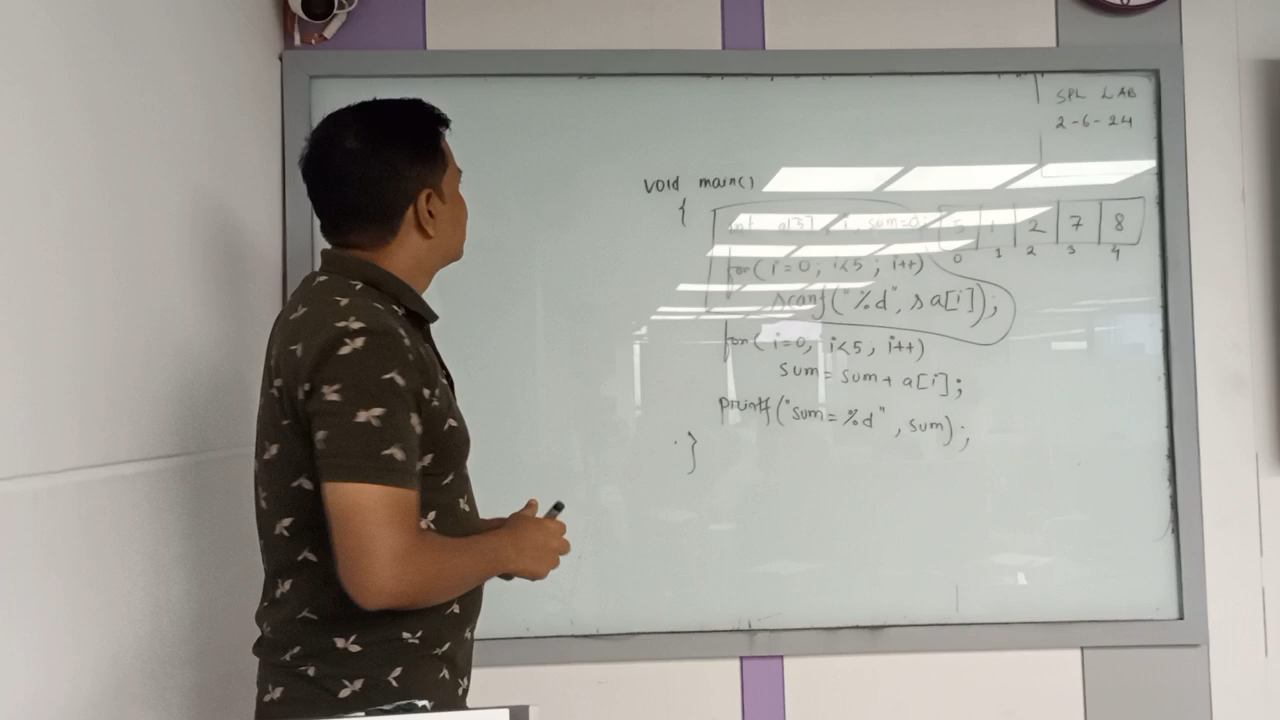 SPL LAB
2-6-24
void main()
{
int a[5], i, sum=0;
5 1 2 7 8
0 1 2 3 4
for(i=0; i<5; i++)
scanf("%d", &a[i]);
for(i=0; i<5; i++)
sum=sum+a[i];
printf("sum=%d", sum);
}